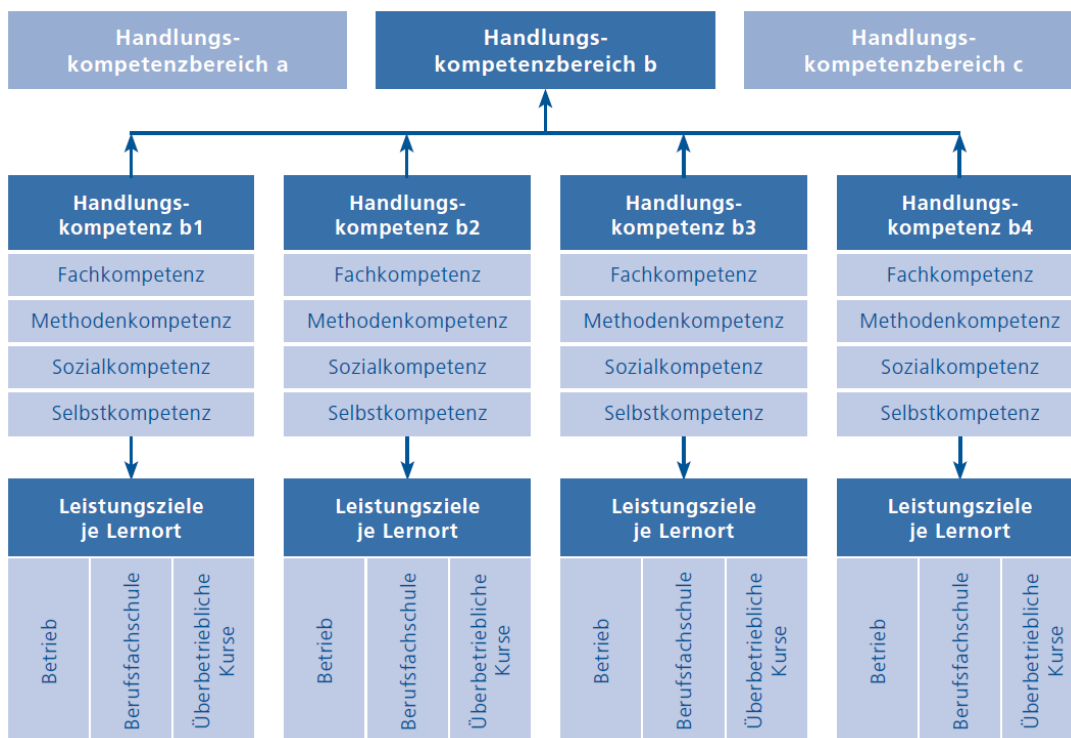 Handlungs-
kompetenzbereich a
Handlungs-
kompetenzbereich b
Handlungs-
kompetenzbereich c
Handlungs-
kompetenz b1
Handlungs-
kompetenz b2
Handlungs-
kompetenz b3
Handlungs-
kompetenz b4
Fachkompetenz
Fachkompetenz
Fachkompetenz
Fachkompetenz
Methodenkompetenz
Methodenkompetenz
Methodenkompetenz
Methodenkompetenz
Sozialkompetenz
Sozialkompetenz
Sozialkompetenz
Sozialkompetenz
Selbstkompetenz
Selbstkompetenz
Selbstkompetenz
Selbstkompetenz
Leistungsziele
je Lernort
Leistungsziele
je Lernort
Leistungsziele
je Lernort
Leistungsziele
je Lernort
Betrieb
Berufsfachschule
Überbetriebliche
Kurse
Betrieb
Berufsfachschule
Überbetriebliche
Kurse
Betrieb
Berufsfachschule
Überbetriebliche
Kurse
Betrieb
Berufsfachschule
Überbetriebliche
Kurse